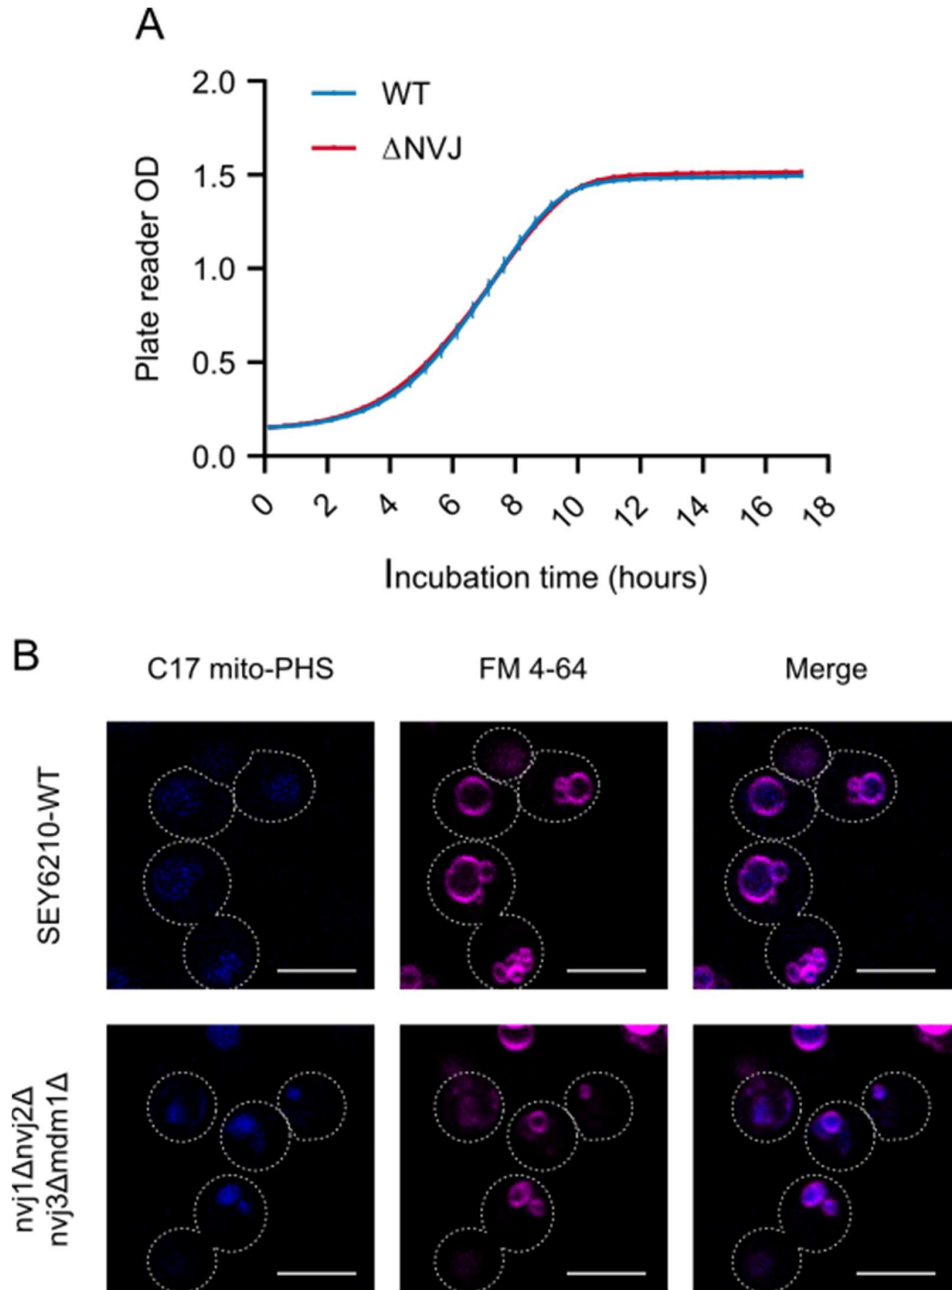 A
2.0
1.5
1.0
0.5
0.0
Plate reader OD
WT
ΔNVJ
0 2 4 6 8 10 12 14 16 18
Incubation time (hours)
B
C17 mito-PHS FM 4-64 Merge
SEY6210-WT
nvj1Δnvj2Δ
nvj3Δmdm1Δ